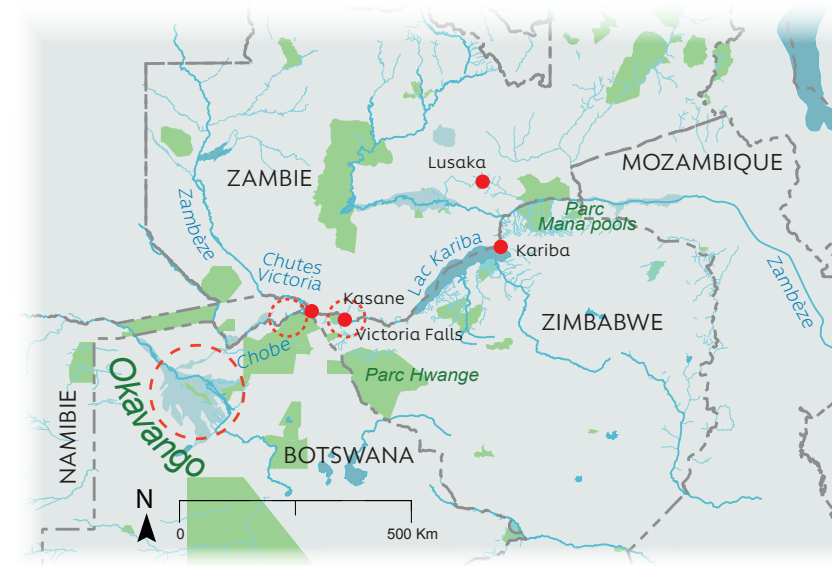 Lusaka
MOZAMBIQUE
ZAMBIE
Zambèze
Parc
Mana pools
Lac Kariba
Kariba
Chutes
Victoria
Zambèze
Kasane
ZIMBABWE
Victoria Falls
Chobe
Parc Hwange
Okavango
NAMIBIE
BOTSWANA
N
0
500 Km